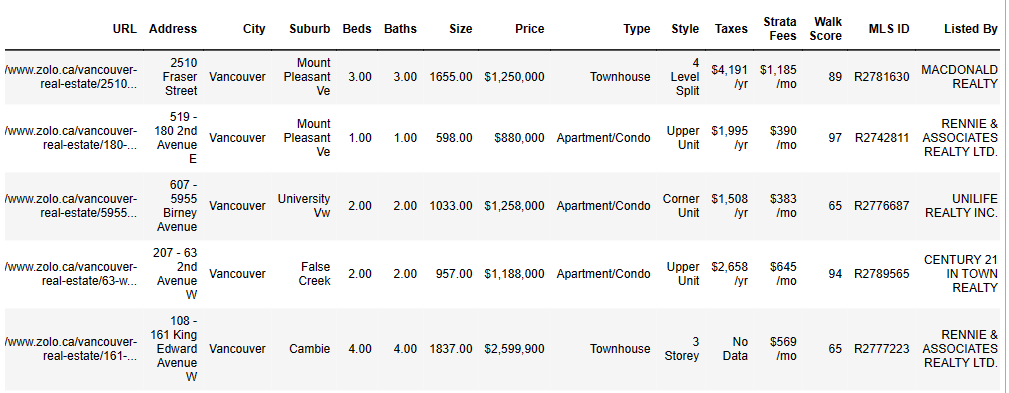 URL Address City Suburb Beds Baths Size Price Type Style Taxes Strata Fees Walk Score MLS ID Listed By
/www.zolo.ca/vancouver-real-estate/2510... 2510 Fraser Street Vancouver Mount Pleasant Ve 3.00 3.00 1655.00 $1,250,000 Townhouse 4 Level Split $4,191 /yr $1,185 /mo 89 R2781630 MACDONALD REALTY
/www.zolo.ca/vancouver-real-estate/180-... 519 - 180 2nd Avenue E Vancouver Mount Pleasant Ve 1.00 1.00 598.00 $880,000 Apartment/Condo Upper Unit $1,995 /yr $390 /mo 97 R2742811 RENNIE & ASSOCIATES REALTY LTD.
/www.zolo.ca/vancouver-real-estate/5955... 607 - 5955 Birney Avenue Vancouver University Vw 2.00 2.00 1033.00 $1,258,000 Apartment/Condo Corner Unit $1,508 /yr $383 /mo 65 R2776687 UNILIFE REALTY INC.
/www.zolo.ca/vancouver-real-estate/63-w... 207 - 63 2nd Avenue W Vancouver False Creek 2.00 2.00 957.00 $1,188,000 Apartment/Condo Upper Unit $2,658 /yr $645 /mo 94 R2789565 CENTURY 21 IN TOWN REALTY
/www.zolo.ca/vancouver-real-estate/161-... 108 - 161 King Edward Avenue W Vancouver Cambie 4.00 4.00 1837.00 $2,599,900 Townhouse 3 Storey No Data $569 /mo 65 R2777223 RENNIE & ASSOCIATES REALTY LTD.